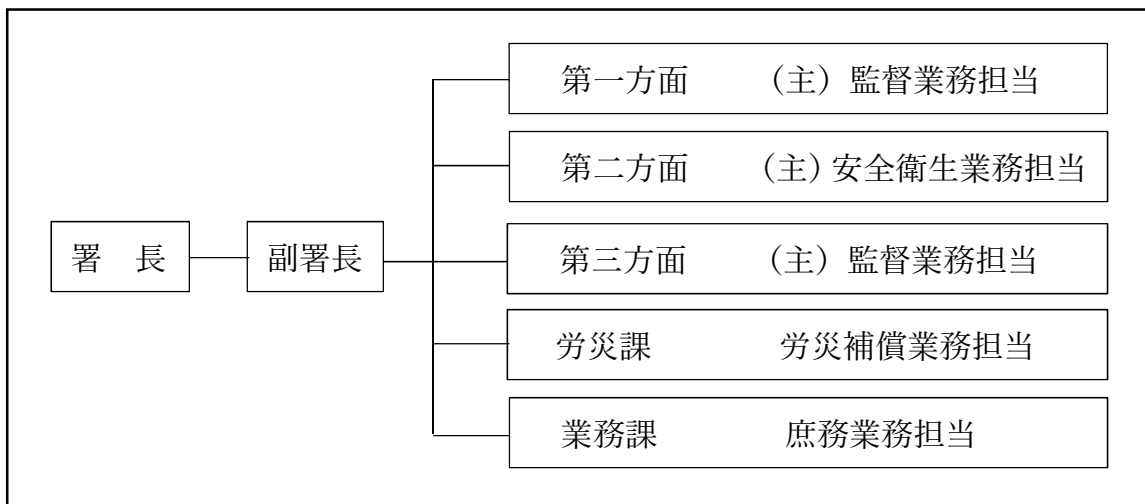 第一方面 （主）監督業務担当
第二方面 （主）安全衛生業務担当
署 長 副署長 第三方面 （主）監督業務担当
労災課 労災補償業務担当
業務課 庶務業務担当